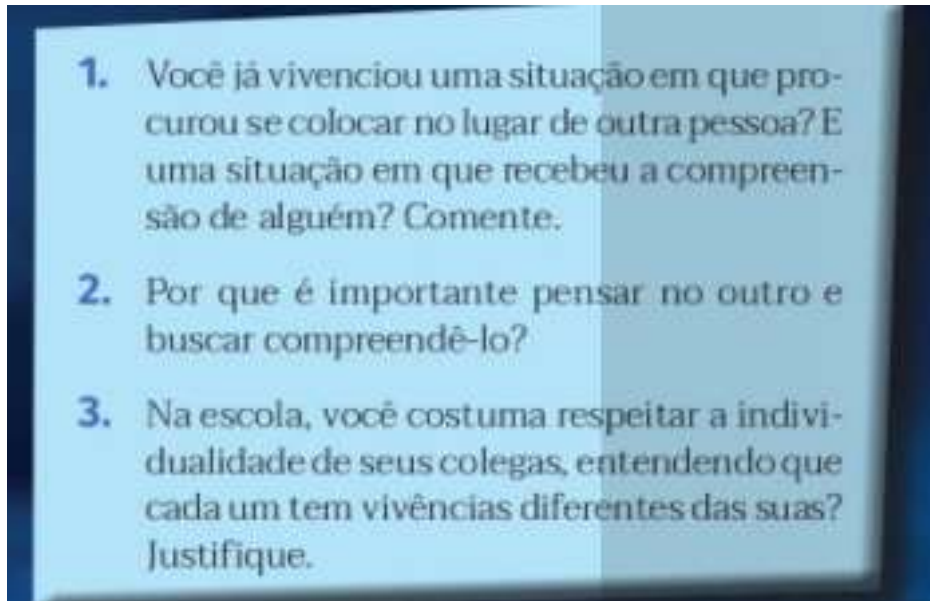 1. Você já vivenciou uma situação em que pro-
curou se colocar no lugar de outra pessoa? E
uma situação em que recebeu a compreen-
são de alguém? Comente.
2. Por que é importante pensar no outro e
buscar compreendê-lo?
3. Na escola, você costuma respeitar a indivi-
dualidade de seus colegas, entendendo que
cada um tem vivências diferentes das suas?
Justifique.